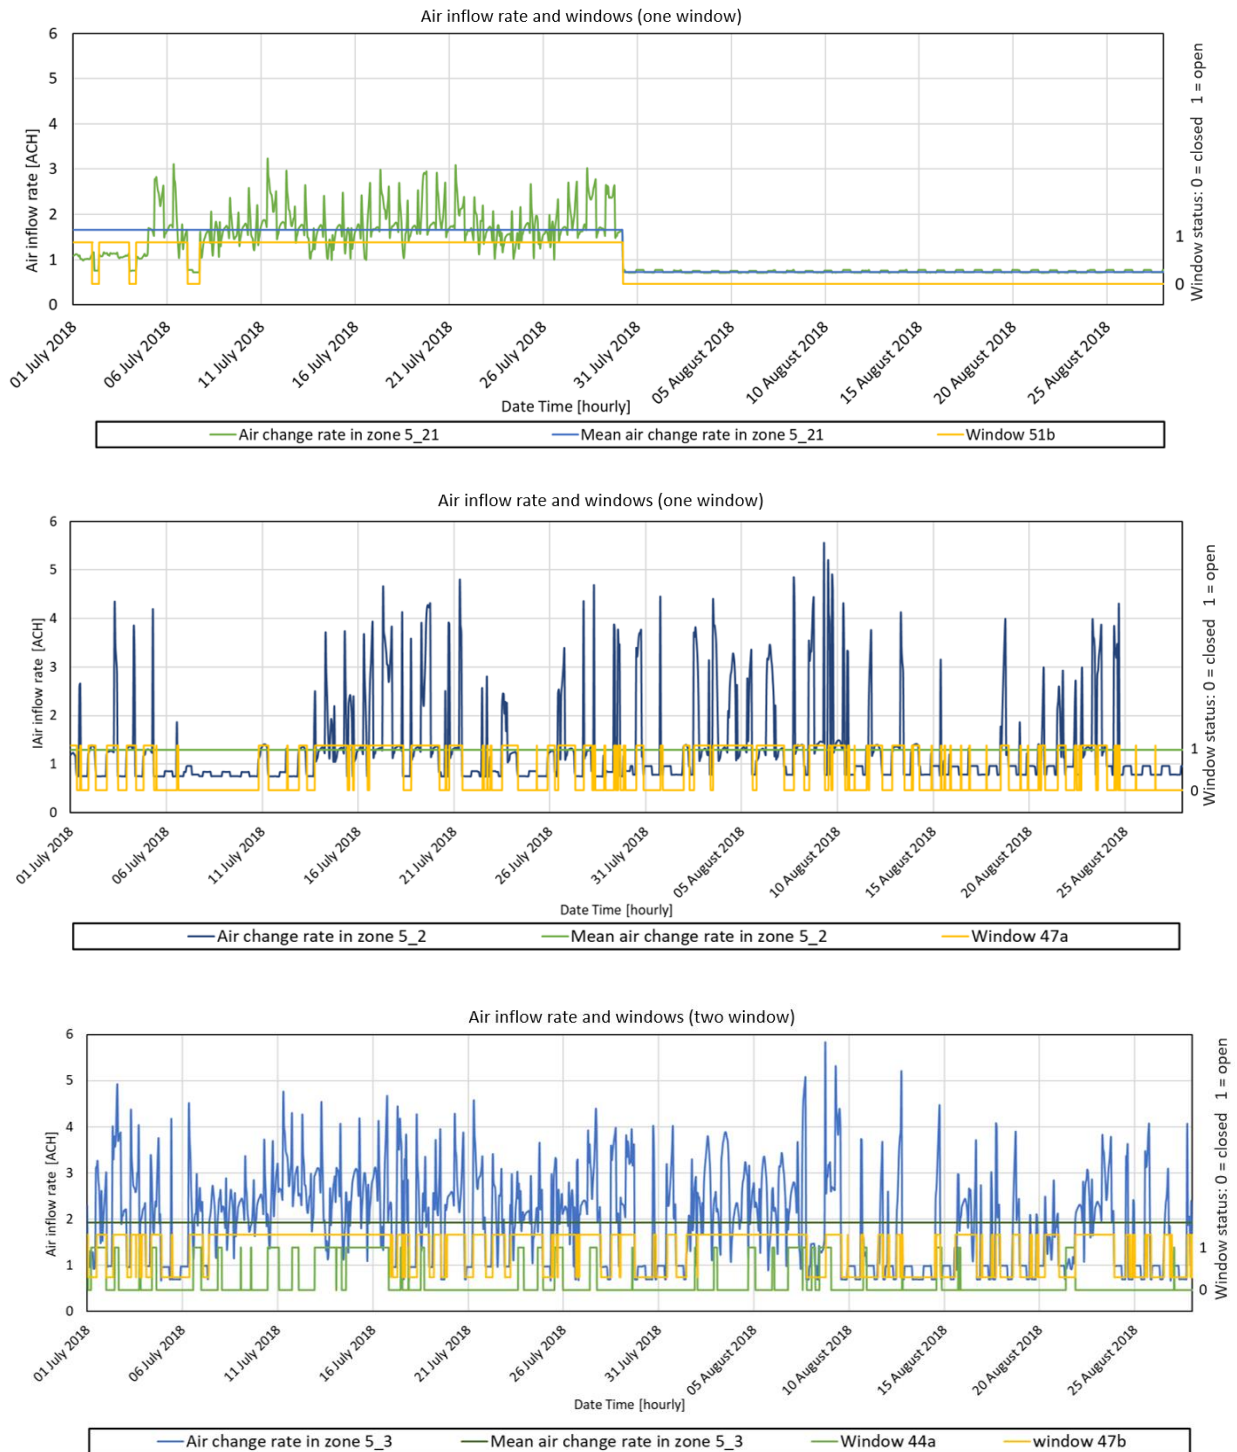 Air inflow rate and windows (one window)
6
5
4
3
2
1
0
Air inflow rate [ACH]
1
0
Window status: 0 = closed 1 = open
01 July 2018
06 July 2018
11 July 2018
16 July 2018
21 July 2018
26 July 2018
31 July 2018
05 August 2018
10 August 2018
15 August 2018
20 August 2018
25 August 2018
Date Time [hourly]
Air change rate in zone 5_21
Mean air change rate in zone 5_21
Window 51b
Air inflow rate and windows (one window)
6
5
4
3
2
1
0
IAir inflow rate [ACH]
1
0
Window status: 0 = closed 1 = open
01 July 2018
06 July 2018
11 July 2018
16 July 2018
21 July 2018
26 July 2018
31 July 2018
05 August 2018
10 August 2018
15 August 2018
20 August 2018
25 August 2018
Date Time [hourly]
Air change rate in zone 5_2
Mean air change rate in zone 5_2
Window 47a
Air inflow rate and windows (two window)
6
5
4
3
2
1
0
Air inflow rate [ACH]
1
0
Window status: 0 = closed 1 = open
01 July 2018
06 July 2018
11 July 2018
16 July 2018
21 July 2018
26 July 2018
31 July 2018
05 August 2018
10 August 2018
15 August 2018
20 August 2018
25 August 2018
Date Time [hourly]
Air change rate in zone 5_3
Mean air change rate in zone 5_3
Window 44a
window 47b